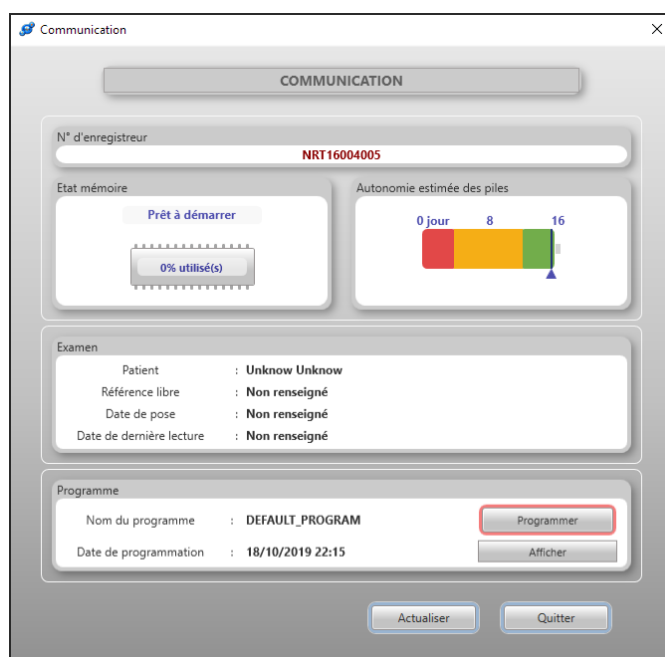 Communication
COMMUNICATION
N° d'enregistreur
NRT16004005
Etat mémoire
Prêt à démarrer
0% utilisé(s)
Autonomie estimée des piles
0 jour 8 16
Examen
Patient : Unknow Unknow
Référence libre : Non renseigné
Date de pose : Non renseigné
Date de dernière lecture : Non renseigné
Programme
Nom du programme : DEFAULT_PROGRAM
Programmer
Date de programmation : 18/10/2019 22:15
Afficher
Actualiser
Quitter